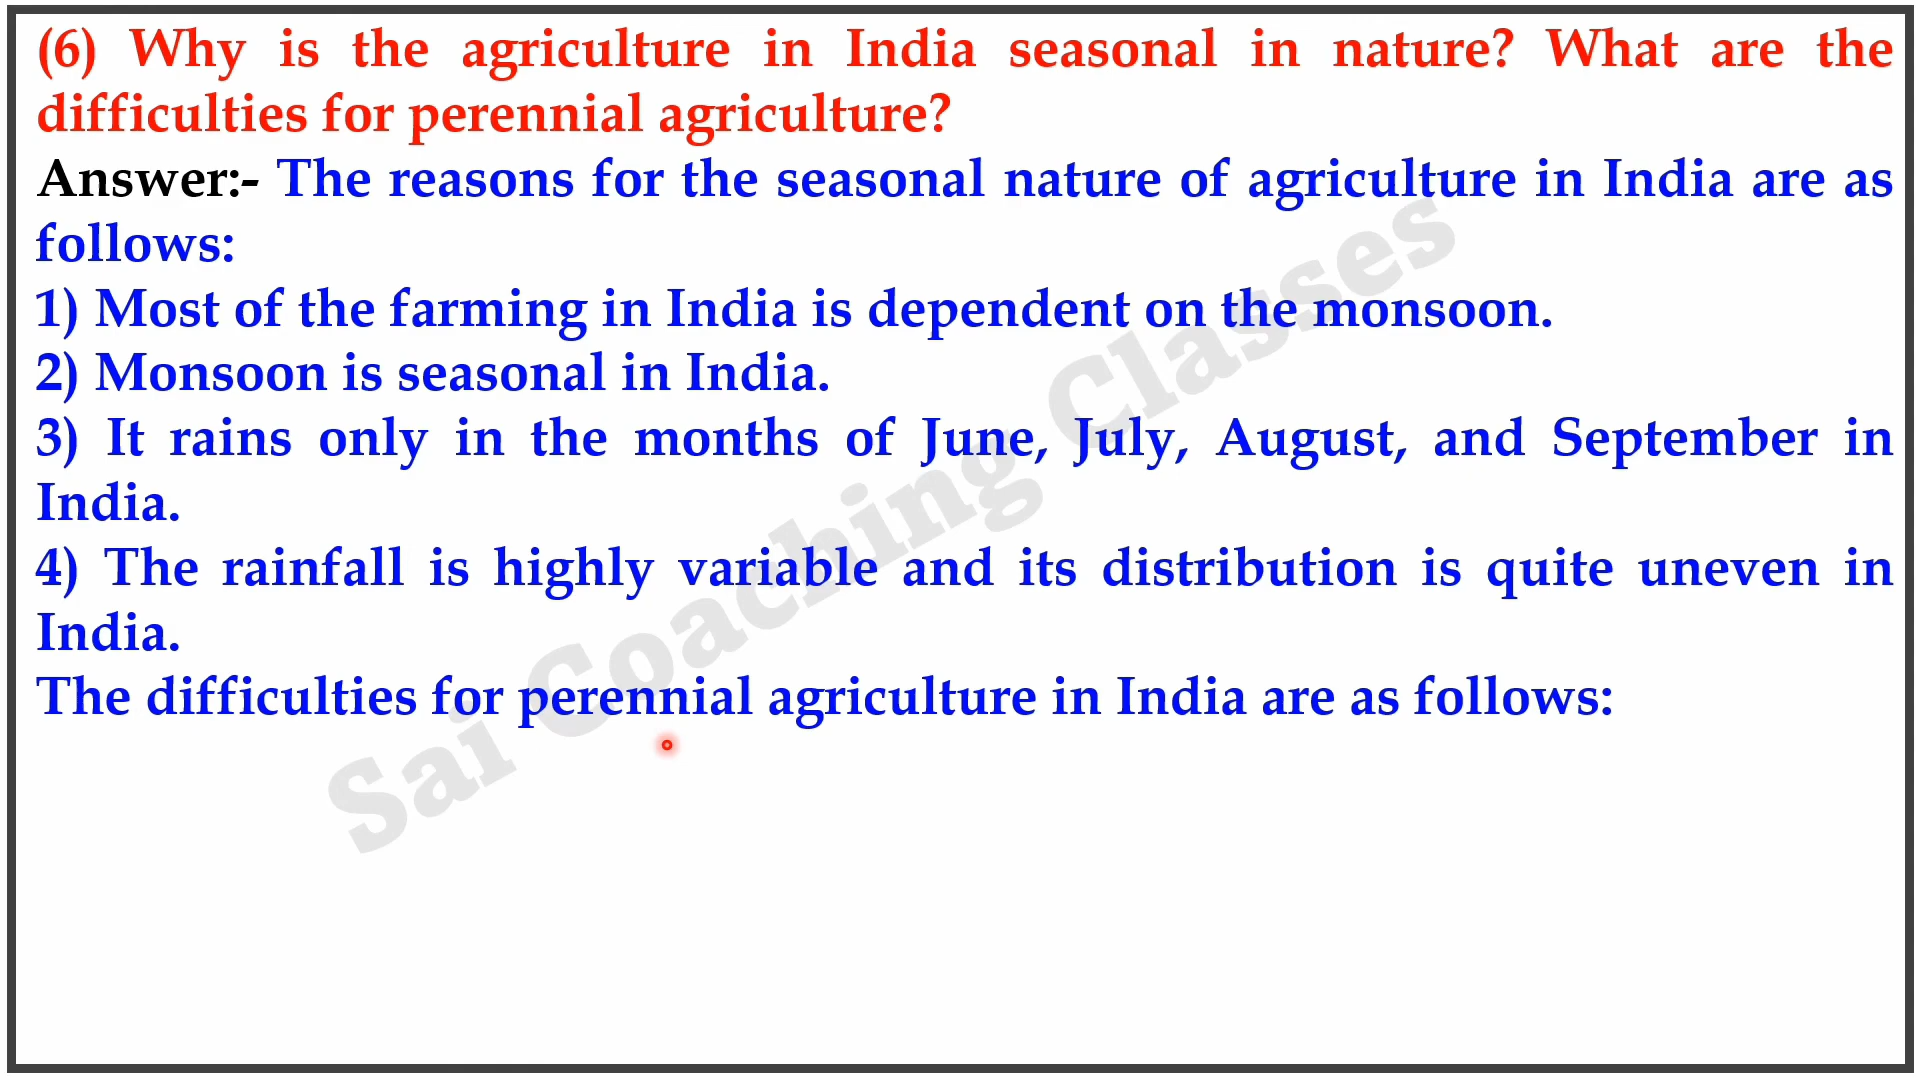 (6) Why is the agriculture in India seasonal in nature? What are the
difficulties for perennial agriculture?
Answer:- The reasons for the seasonal nature of agriculture in India are as
follows:
1) Most of the farming in India is dependent on the monsoon.
2) Monsoon is seasonal in India.
3) It rains only in the months of June, July, August, and September in
India.
4) The rainfall is highly variable and its distribution is quite uneven in
India.
The difficulties for perennial agriculture in India are as follows:
Sai Coaching Classes